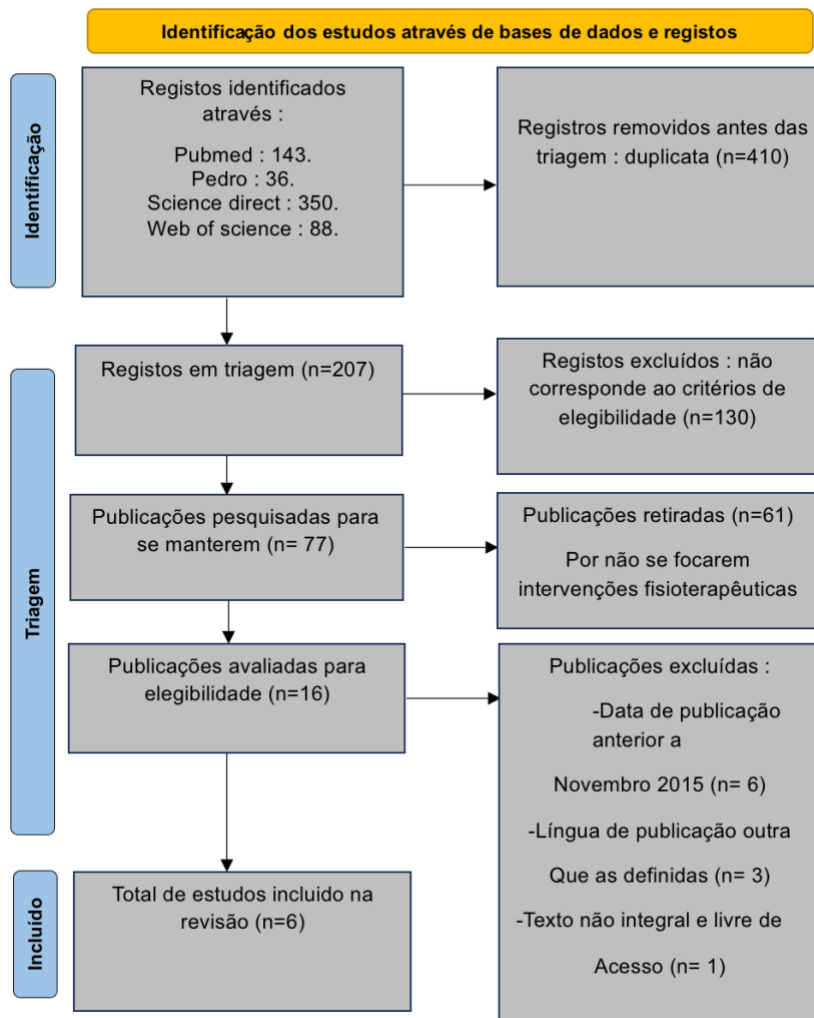 Identificação dos estudos através de bases de dados e registos
Identificação
Registos identificados
através :
Pubmed : 143.
Pedro : 36.
Science direct : 350.
Web of science : 88.
Registros removidos antes das
triagem : duplicata (n=410)
Triagem
Registos em triagem (n=207)
Registos excluídos : não
corresponde ao critérios de
elegibilidade (n=130)
Publicações pesquisadas para
se manterem (n= 77)
Publicações retiradas (n=61)
Por não se focarem
intervenções fisioterapêuticas
Publicações avaliadas para
elegibilidade (n=16)
Publicações excluídas :
-Data de publicação
anterior a
Novembro 2015 (n= 6)
-Língua de publicação outra
Que as definidas (n= 3)
-Texto não integral e livre de
Acesso (n= 1)
Incluído
Total de estudos incluido na
revisão (n=6)